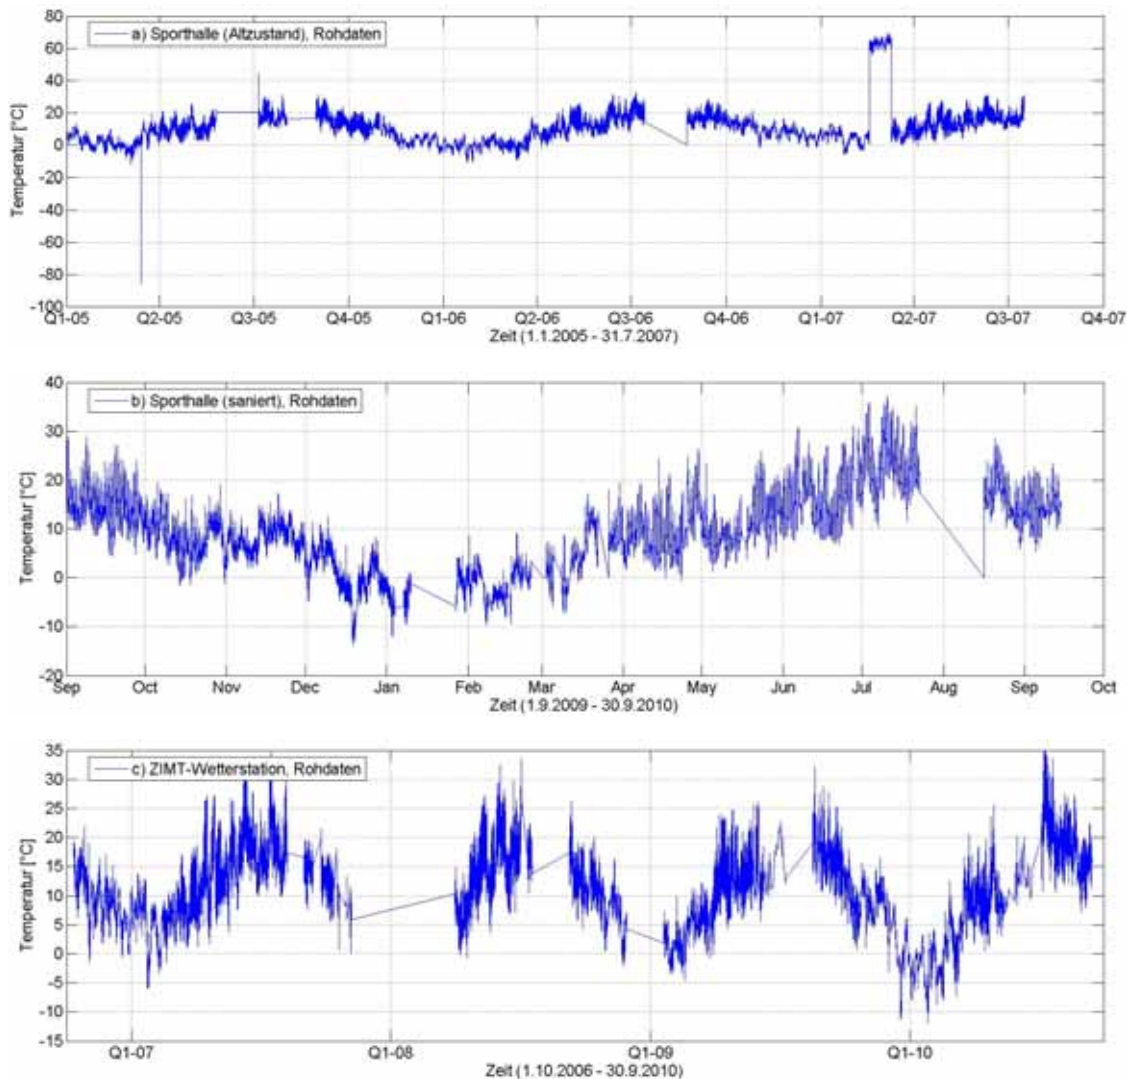 a) Sporthalle (Altzustand), Rohdaten
Temperatur [°C]
80
60
40
20
0
-20
-40
-60
-80
-100
Q1-05 Q2-05 Q3-05 Q4-05 Q1-06 Q2-06 Q3-06 Q4-06 Q1-07 Q2-07 Q3-07 Q4-07
Zeit (1.1.2005 - 31.7.2007)
b) Sporthalle (saniert), Rohdaten
Temperatur [°C]
40
30
20
10
0
-10
-20
Sep Oct Nov Dec Jan Feb Mar Apr May Jun Jul Aug Sep Oct
Zeit (1.9.2009 - 30.9.2010)
c) ZIMT-Wetterstation, Rohdaten
Temperatur [°C]
35
30
25
20
15
10
5
0
-5
-10
-15
Q1-07 Q1-08 Q1-09 Q1-10
Zeit (1.10.2006 - 30.9.2010)